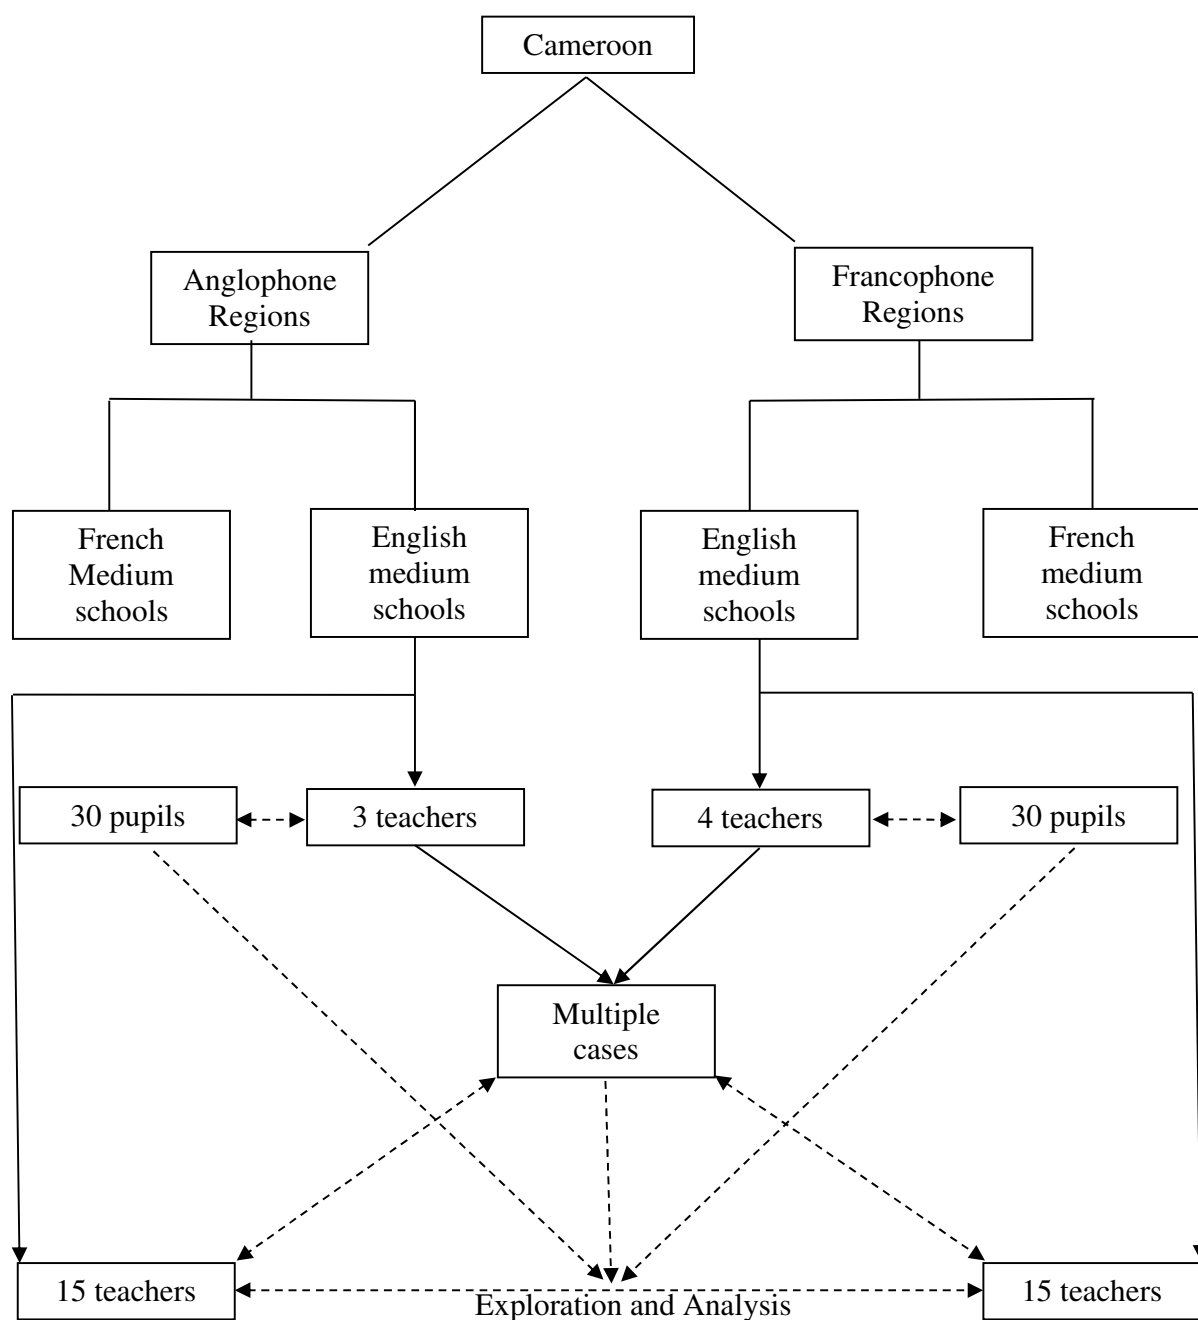 Cameroon
Anglophone
Regions
Francophone
Regions
French
Medium
schools
English
medium
schools
English
medium
schools
French
medium
schools
30 pupils
3 teachers
4 teachers
30 pupils
Multiple
cases
15 teachers
Exploration and Analysis
15 teachers